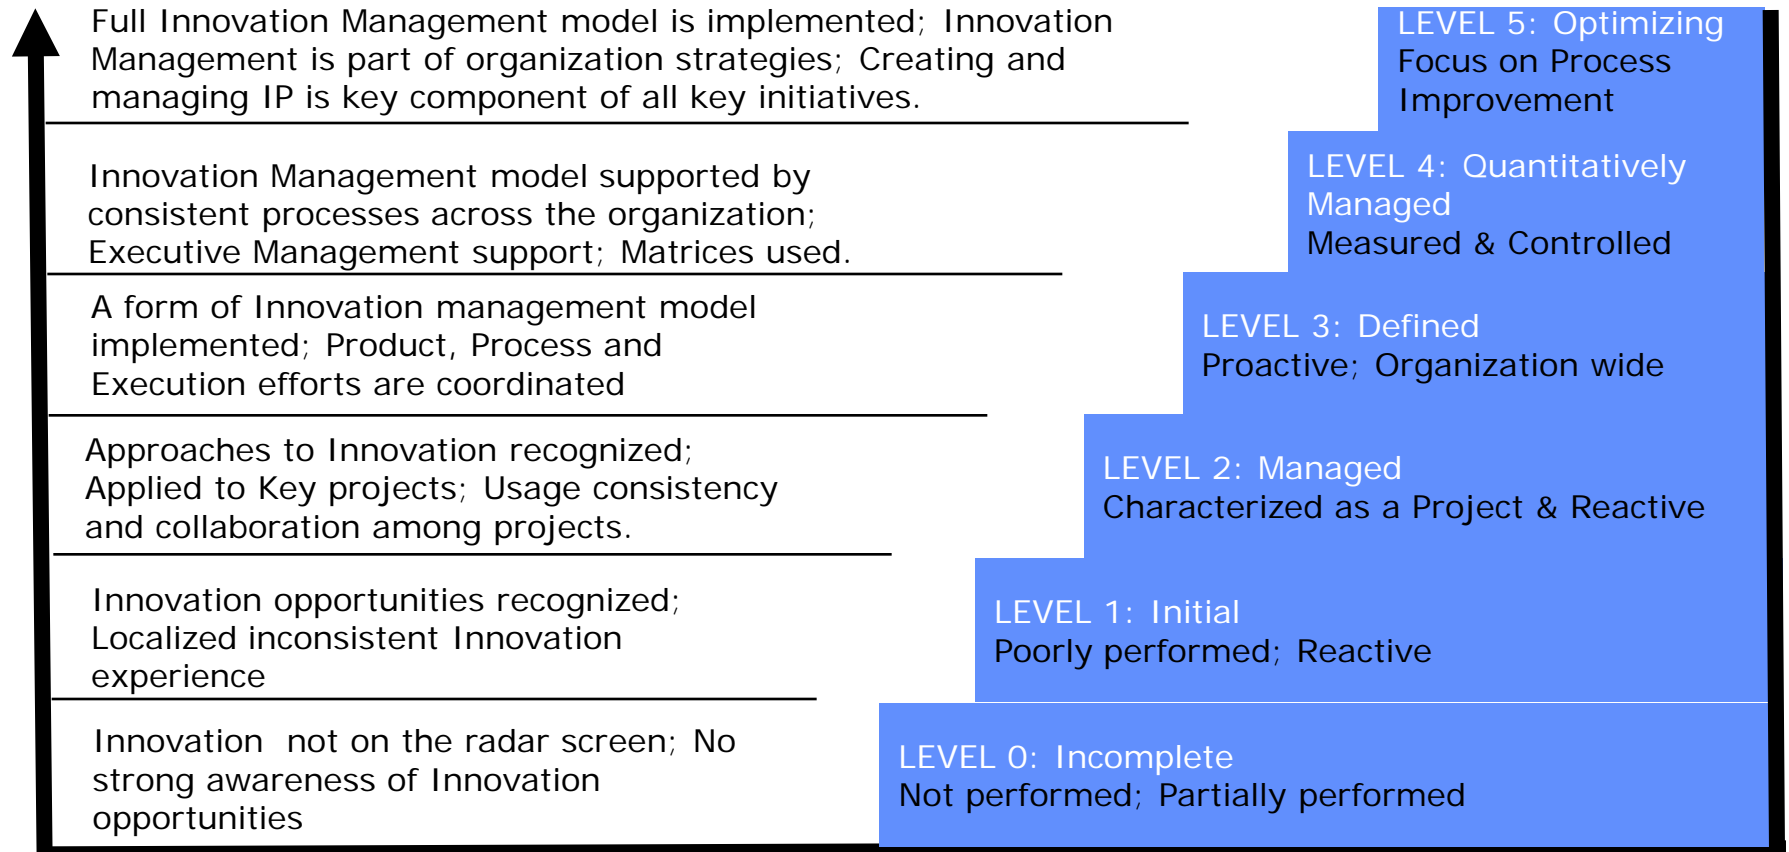 Full Innovation Management model is implemented; Innovation
Management is part of organization strategies; Creating and
managing IP is key component of all key initiatives.
LEVEL 5: Optimizing
Focus on Process
Improvement
Innovation Management model supported by
consistent processes across the organization;
Executive Management support; Matrices used.
LEVEL 4: Quantitatively
Managed
Measured & Controlled
A form of Innovation management model
implemented; Product, Process and
Execution efforts are coordinated
LEVEL 3: Defined
Proactive; Organization wide
Approaches to Innovation recognized;
Applied to Key projects; Usage consistency
and collaboration among projects.
LEVEL 2: Managed
Characterized as a Project & Reactive
Innovation opportunities recognized;
Localized inconsistent Innovation
experience
LEVEL 1: Initial
Poorly performed; Reactive
Innovation  not on the radar screen; No
strong awareness of Innovation
opportunities
LEVEL 0: Incomplete
Not performed; Partially performed